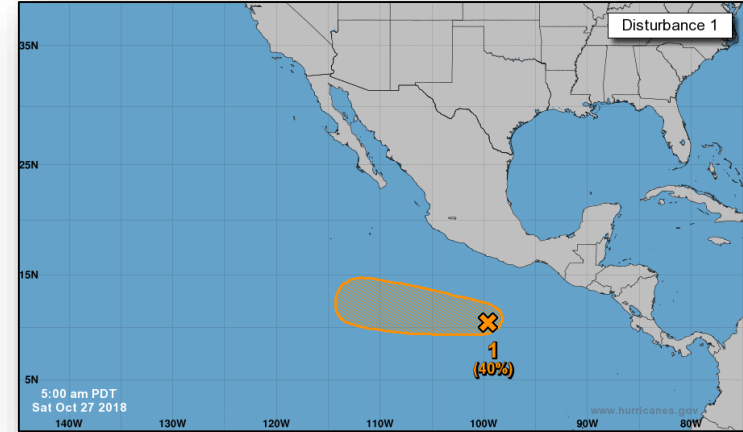 Disturbance 1
35N
25N
15N
1
(40%)
5N
5:00 am PDT
Sat Oct 27 2018
www.hurricanes.gov
140W 130W 120W 110W 100W 90W 80W